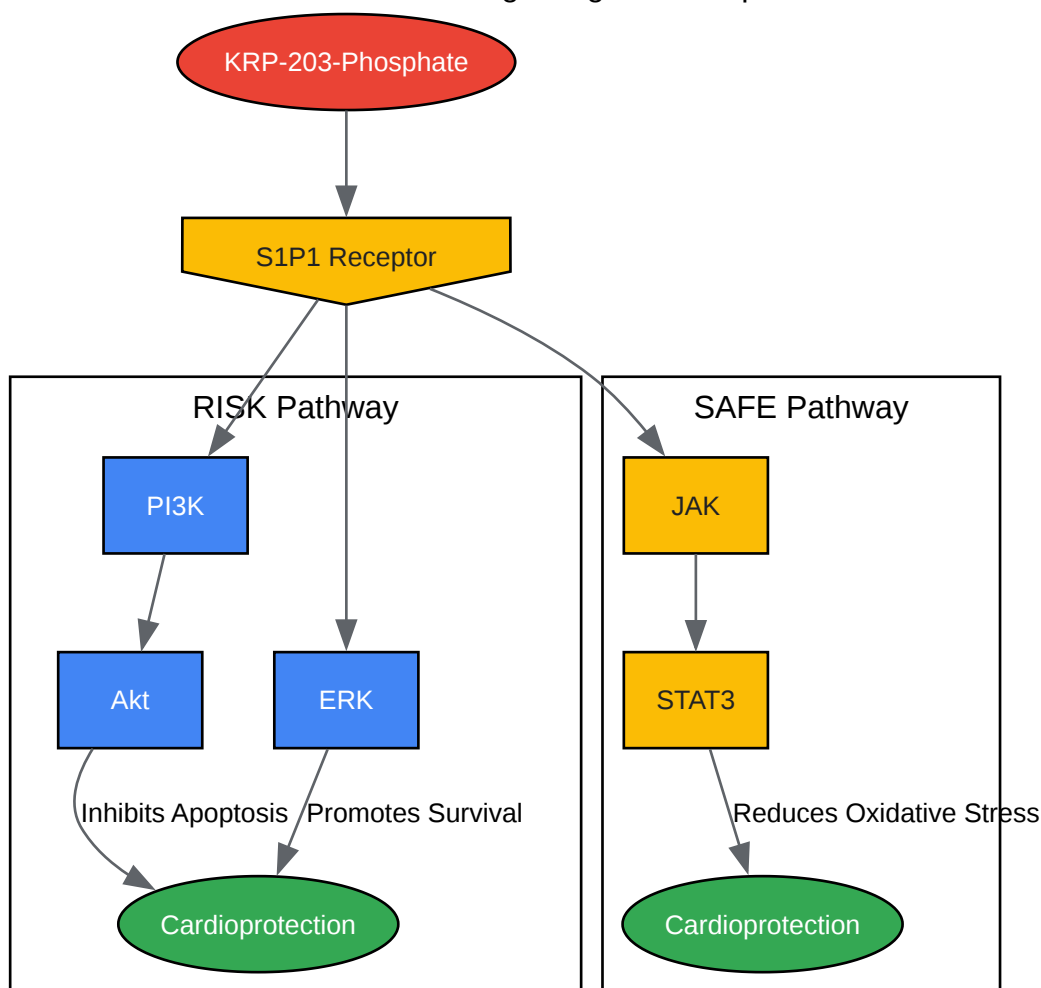 KRP-203-Phosphate
S1P1 Receptor
RISK Pathway
SAFE Pathway
PI3K
JAK
Akt
ERK
STAT3
Inhibits Apoptosis
Promotes Survival
Reduces Oxidative Stress
Cardioprotection
Cardioprotection